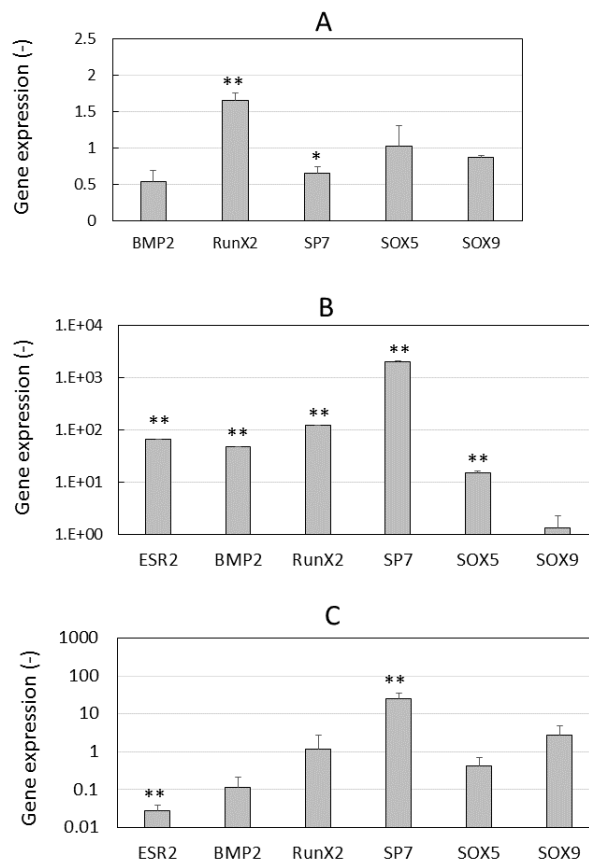 A
Gene expression (-)
2.5
2
1.5
1
0.5
0
**
*
BMP2 RunX2 SP7 SOX5 SOX9
B
Gene expression (-)
1.E+04
1.E+03
1.E+02
1.E+01
1.E+00
**
**
**
**
**
ESR2 BMP2 RunX2 SP7 SOX5 SOX9
C
Gene expression (-)
1000
100
10
1
0.1
0.01
**
**
ESR2 BMP2 RunX2 SP7 SOX5 SOX9